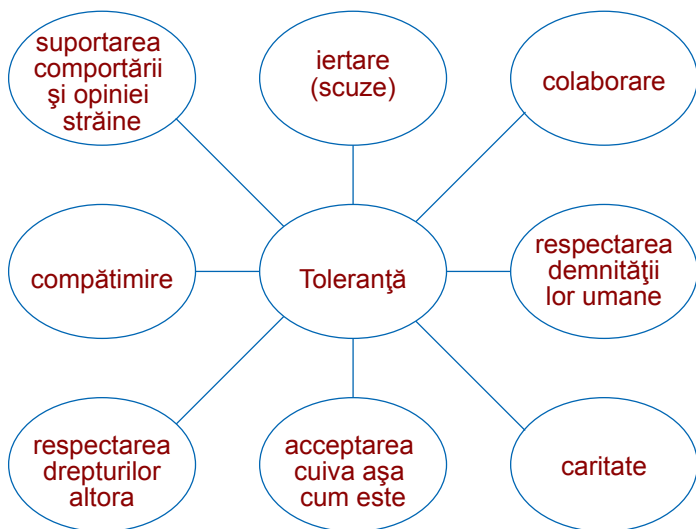 suportarea
comportării
şi opiniei
străine
iertare
(scuze)
colaborare
compătimire
Toleranţă
respectarea
demnităţii
lor umane
respectarea
drepturilor
altora
acceptarea
cuiva aşa
cum este
caritate